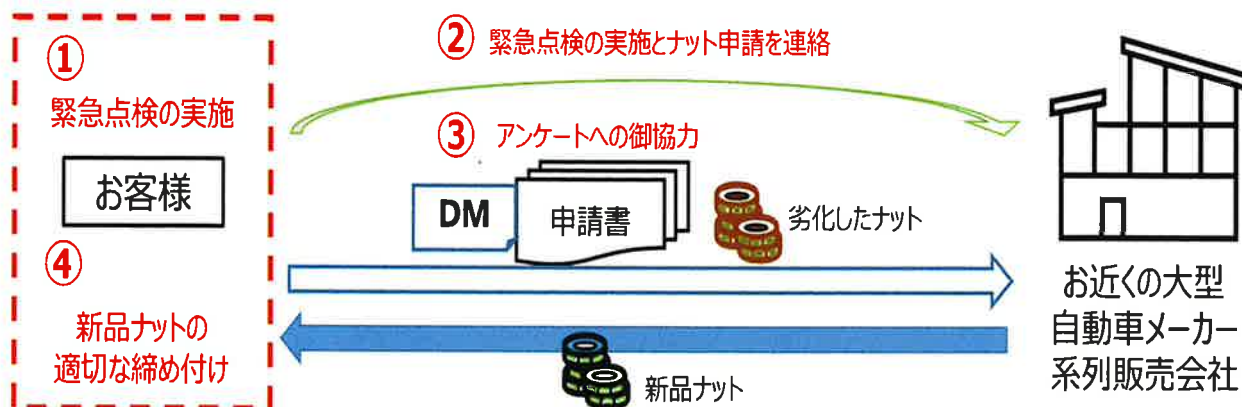 ①
緊急点検の実施
お客様
④
新品ナットの
適切な締め付け
② 緊急点検の実施とナット申請を連絡
③ アンケートへの御協力
DM
申請書
劣化したナット
新品ナット
お近くの大型
自動車メーカー
系列販売会社